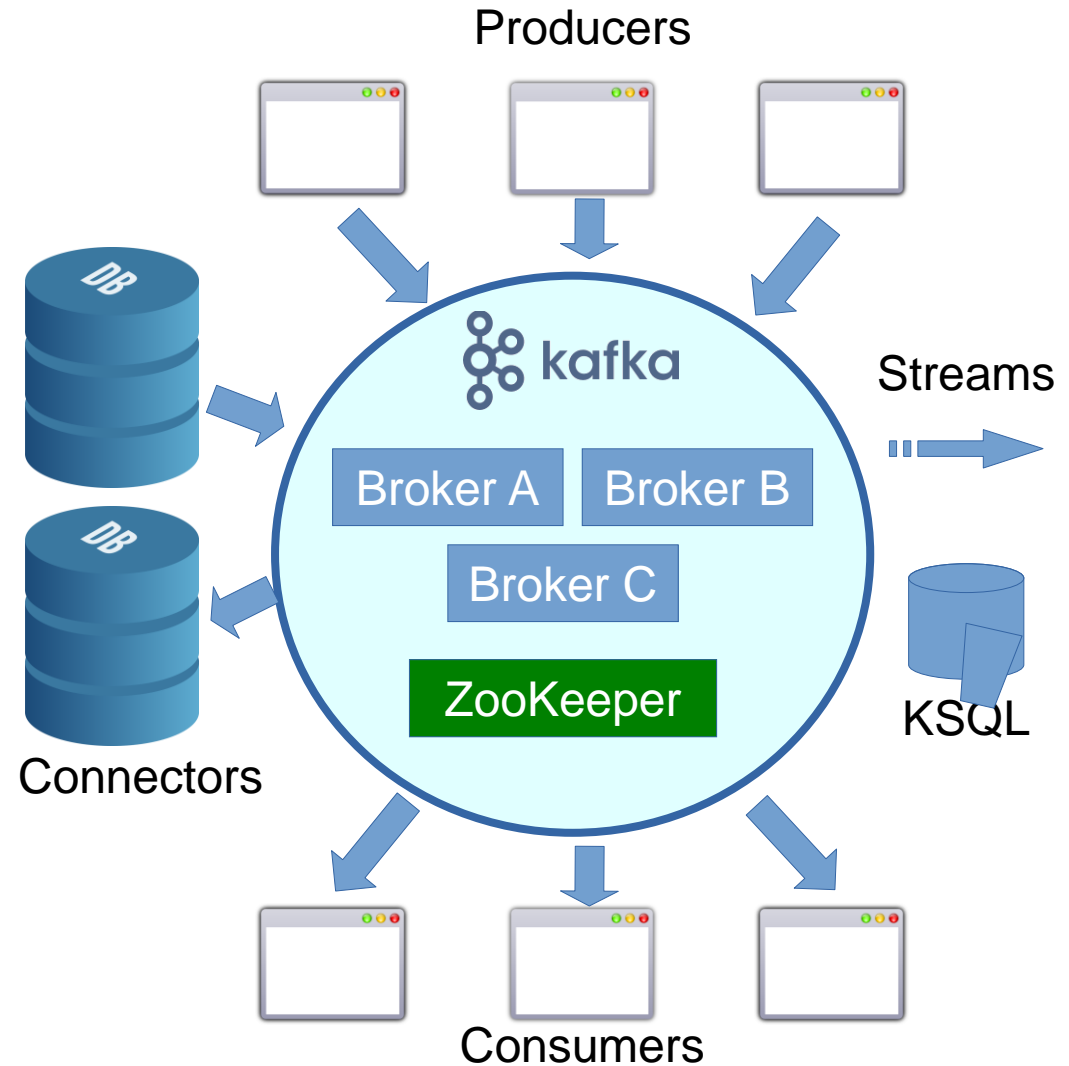 Producers
DB
kafka
Streams
Broker A
Broker B
DB
Broker C
ZooKeeper
KSQL
Connectors
Consumers